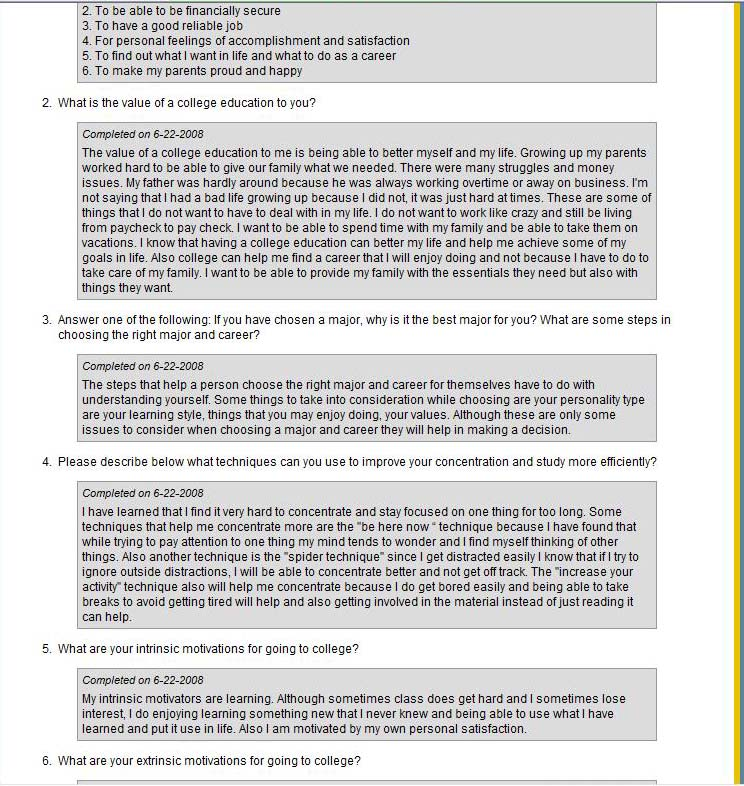 2. To be able to be financially secure
3. To have a good reliable job
4. For personal feelings of accomplishment and satisfaction
5. To find out what I want in life and what to do as a career
6. To make my parents proud and happy
2. What is the value of a college education to you?
Completed on 6-22-2008
The value of a college education to me is being able to better myself and my life. Growing up my parents
worked hard to be able to give our family what we needed. There were many struggles and money
issues. My father was hardly around because he was always working overtime or away on business. I'm
not saying that I had a bad life growing up because I did not, it was just hard at times. These are some of
things that I do not want to have to deal with in my life. I do not want to work like crazy and still be living
from paycheck to pay check. I want to be able to spend time with my family and be able to take them on
vacations. I know that having a college education can better my life and help me achieve some of my
goals in life. Also college can help me find a career that I will enjoy doing and not because I have to do to
take care of my family. I want to be able to provide my family with the essentials they need but also with
things they want.
3. Answer one of the following: If you have chosen a major, why is it the best major for you? What are some steps in
choosing the right major and career?
Completed on 6-22-2008
The steps that help a person choose the right major and career for themselves have to do with
understanding yourself. Some things to take into consideration while choosing are your personality type
are your learning style, things that you may enjoy doing, your values. Although these are only some
issues to consider when choosing a major and career they will help in making a decision.
4. Please describe below what techniques can you use to improve your concentration and study more efficiently?
Completed on 6-22-2008
I have learned that I find it very hard to concentrate and stay focused on one thing for too long. Some
techniques that help me concentrate more are the "be here now " technique because I have found that
while trying to pay attention to one thing my mind tends to wonder and I find myself thinking of other
things. Also another technique is the "spider technique" since I get distracted easily I know that if I try to
ignore outside distractions, I will be able to concentrate better and not get off track. The "increase your
activity" technique also will help me concentrate because I do get bored easily and being able to take
breaks to avoid getting tired will help and also getting involved in the material instead of just reading it
can help.
5. What are your intrinsic motivations for going to college?
Completed on 6-22-2008
My intrinsic motivators are learning. Although sometimes class does get hard and I sometimes lose
interest, I do enjoying learning something new that I never knew and being able to use what I have
learned and put it use in life. Also I am motivated by my own personal satisfaction.
6. What are your extrinsic motivations for going to college?